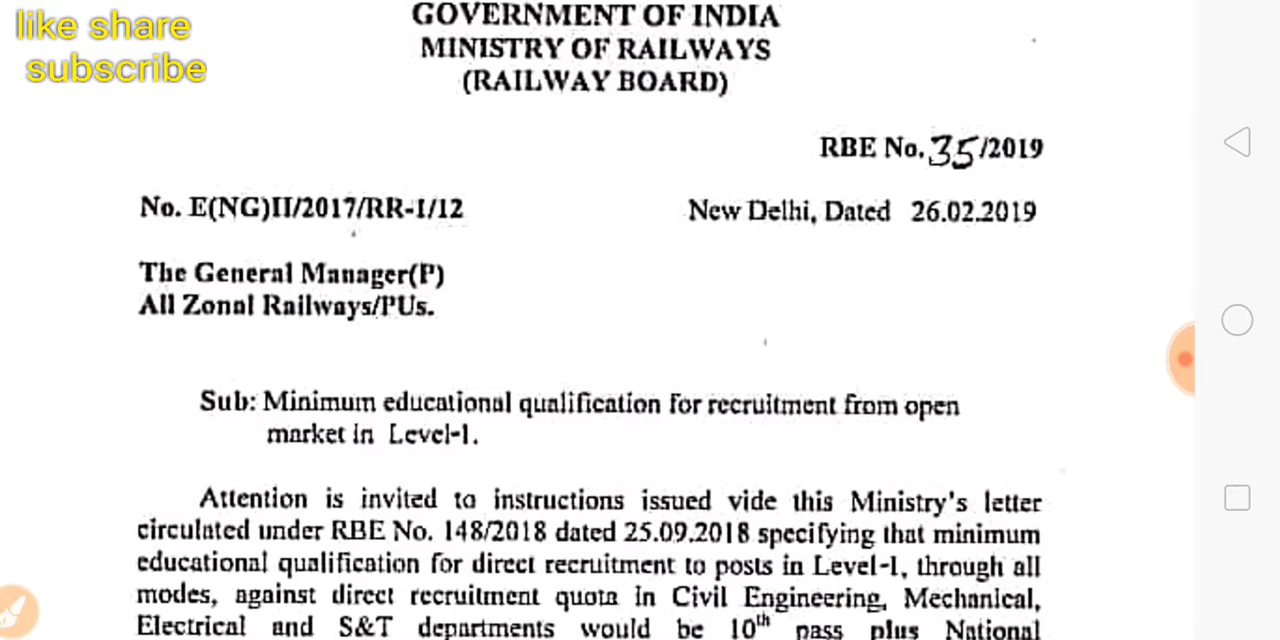 like share
subscribe
GOVERNMENT OF INDIA
MINISTRY OF RAILWAYS
(RAILWAY BOARD)
RBE No. 35/2019
No. E(NG)II/2017/RR-1/12
New Delhi, Dated 26.02.2019
The General Manager(P)
All Zonal Railways/PUs.
Sub: Minimum educational qualification for recruitment from open
market in Level-1.
Attention is invited to instructions issued vide this Ministry's letter
circulated under RBE No. 148/2018 dated 25.09.2018 specifying that minimum
educational qualification for direct recruitment to posts in Level-1, through all
modes, against direct recruitment quota in Civil Engineering, Mechanical,
Electrical and S&T departments would be 10th pass plus National